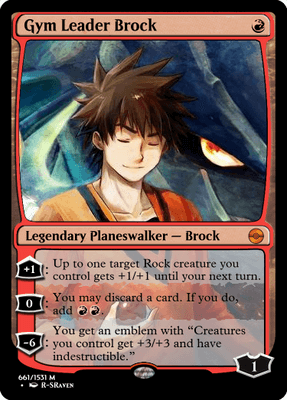 Gym Leader Brock
Legendary Planeswalker — Brock
+1: Up to one target Rock creature you
control gets +1/+1 until your next turn.
0: You may discard a card. If you do,
add
-6: You get an emblem with “Creatures
you control get +3/+3 and have
indestructible.”
1
661/1531 M
• R-SRaven